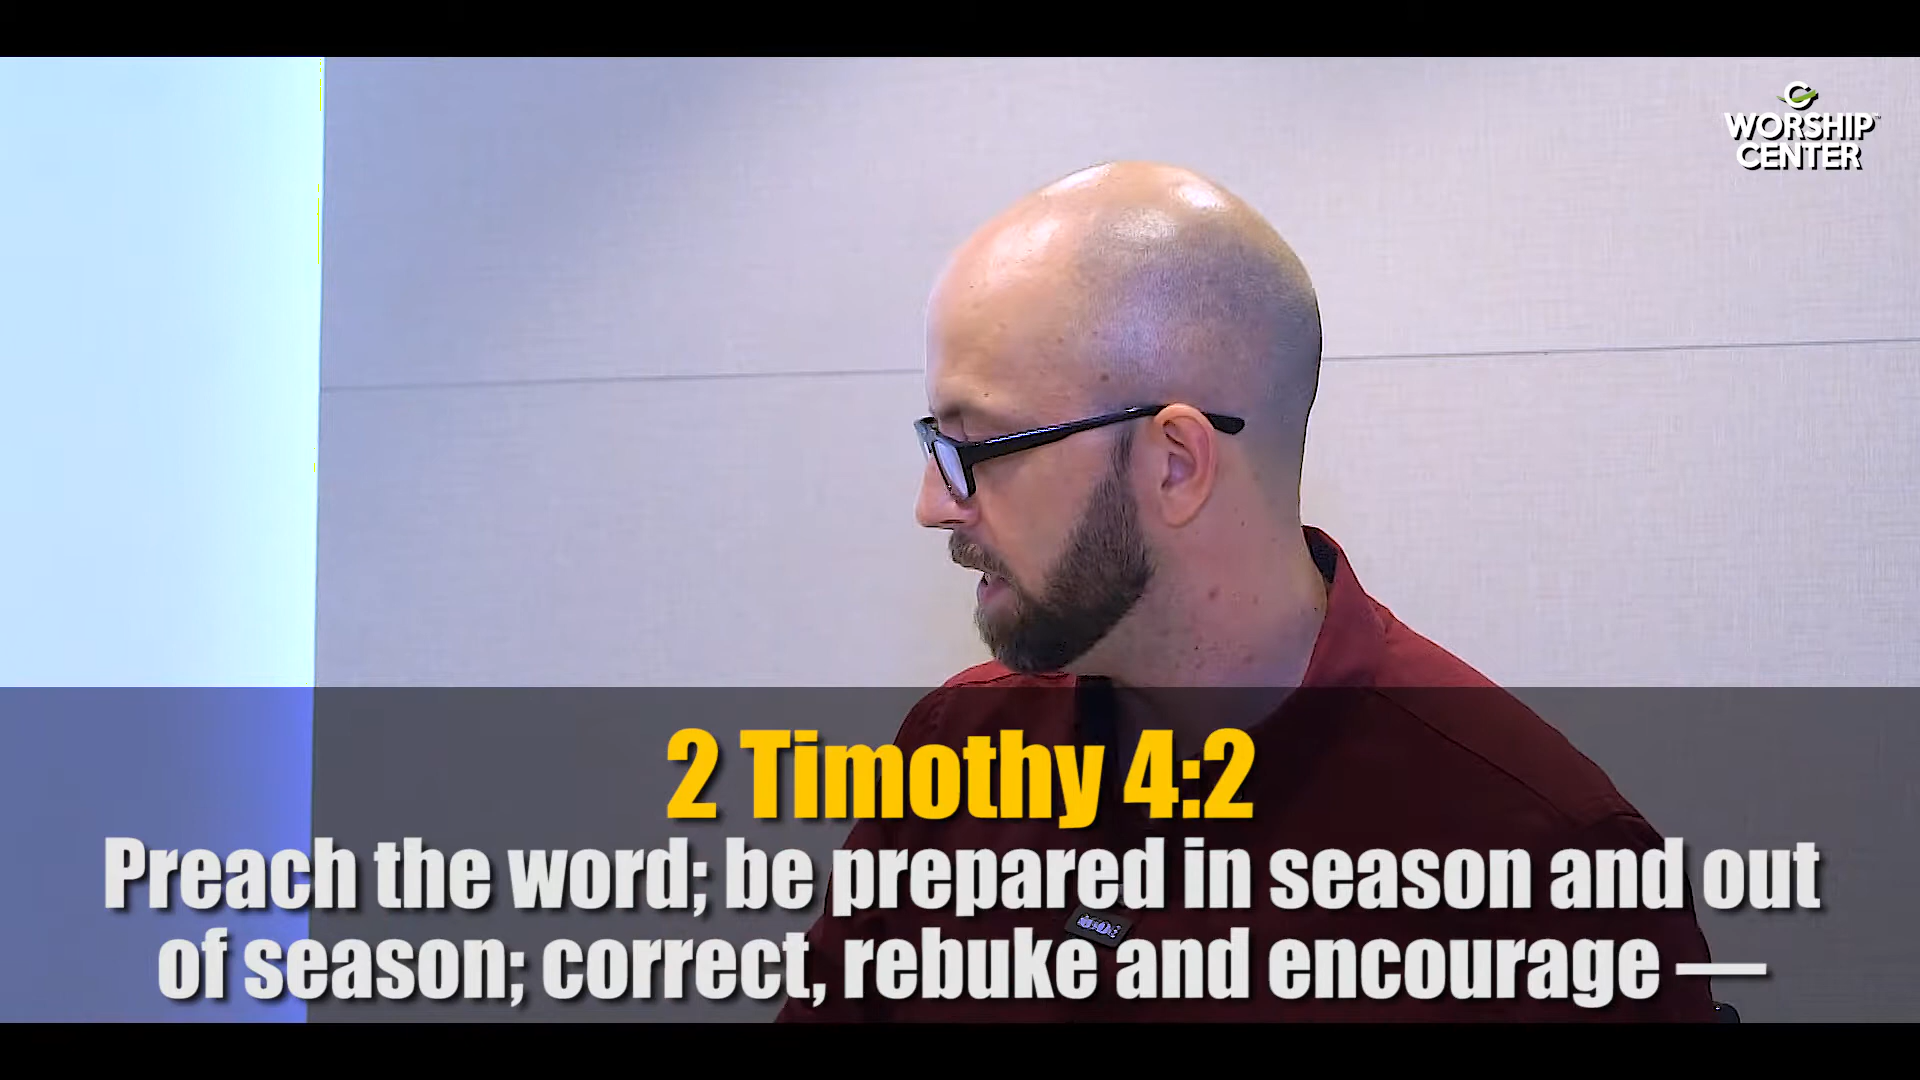 WORSHIP™
CENTER
2 Timothy 4:2
Preach the word; be prepared in season and out
of season; correct, rebuke and encourage —